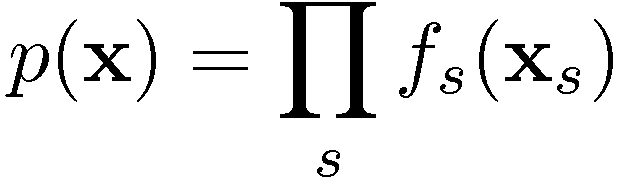 p(𝐱) = ∏_s f_s(𝐱_s)